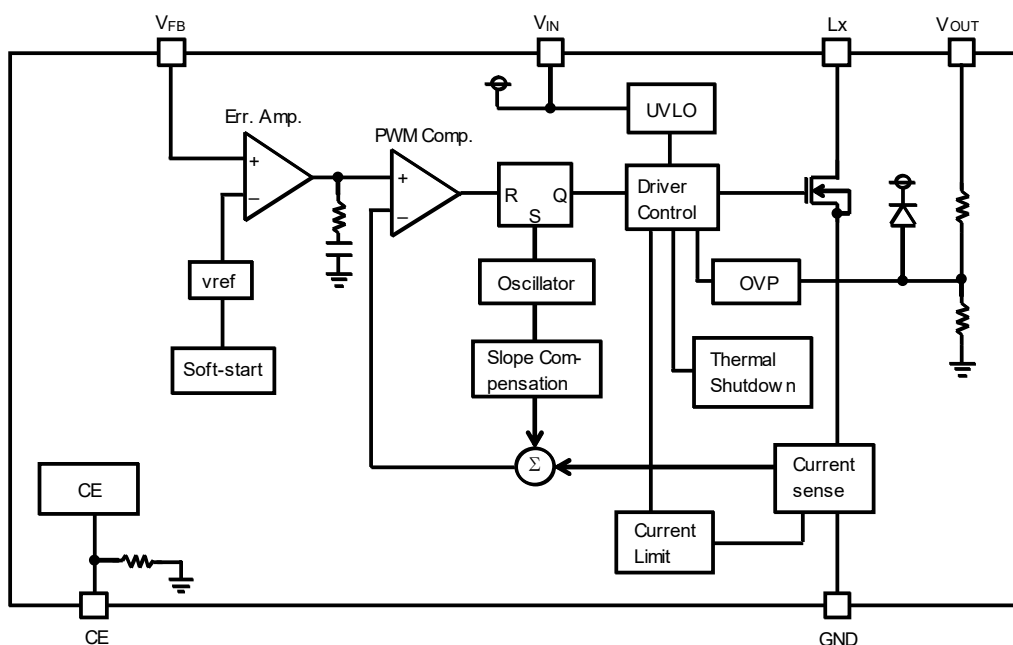 VFB
VIN
Lx
VOUT
UVLO
Err. Amp.
PWM Comp.
+
−
+
−
R
Q
S
Driver
Control
vref
Oscillator
OVP
Soft-start
Slope Com-
pensation
Thermal
Shutdown
Σ
CE
Current
sense
Current
Limit
CE
GND